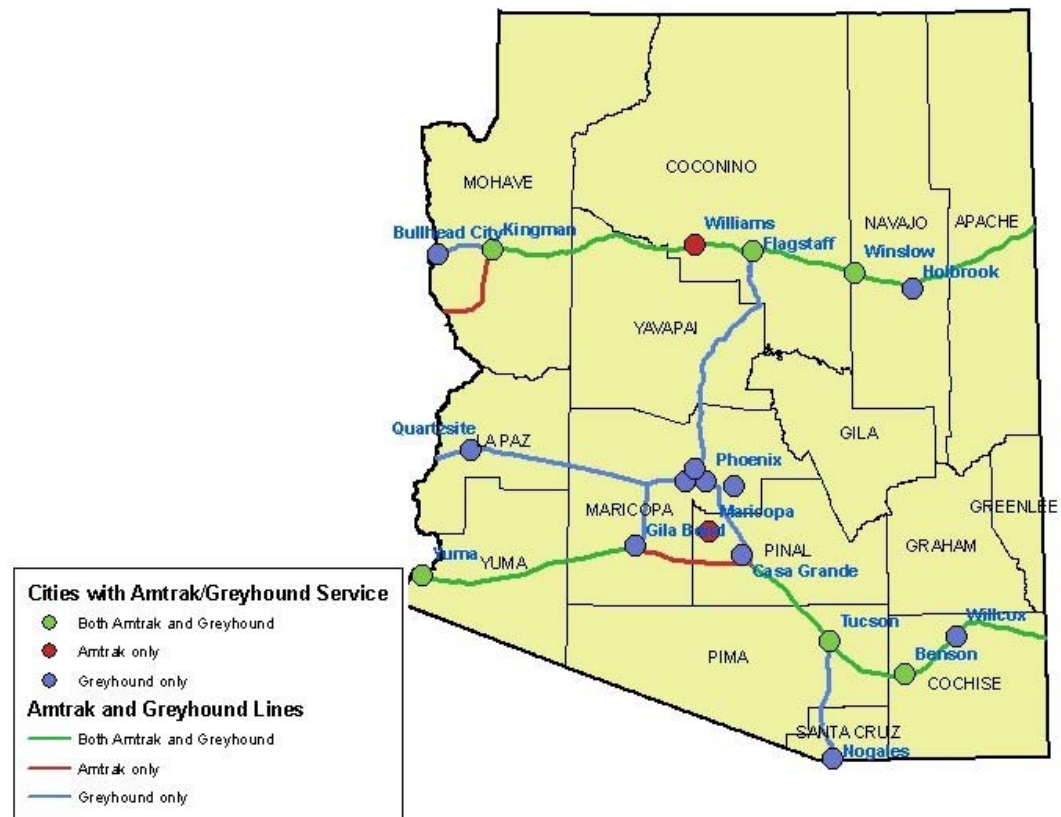 COCONINO
MOHAVE
NAVAJO
APACHE
Williams
Bullhead City
Kingman
Flagstaff
Winslow
Holbrook
YAVAPAI
Quartzsite
LA PAZ
GILA
Phoenix
MARICOPA
Maricopa
GREENLEE
Gila Bend
PINAL
GRAHAM
Yuma
YUMA
Casa Grande
Tucson
Willcox
PIMA
Benson
COCHISE
SANTA CRUZ
Nogales
Cities with Amtrak/Greyhound Service
Both Amtrak and Greyhound
Amtrak only
Greyhound only
Amtrak and Greyhound Lines
Both Amtrak and Greyhound
Amtrak only
Greyhound only